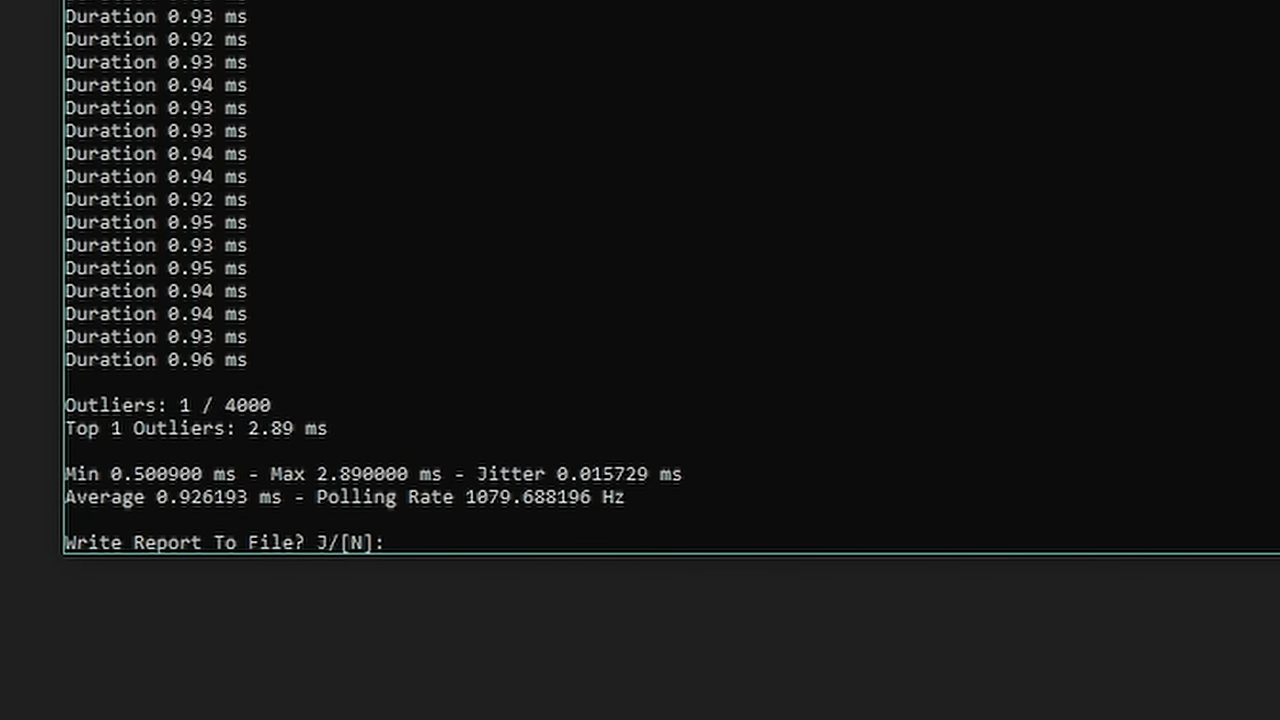 Duration 0.93 ms
Duration 0.92 ms
Duration 0.93 ms
Duration 0.94 ms
Duration 0.93 ms
Duration 0.93 ms
Duration 0.94 ms
Duration 0.94 ms
Duration 0.92 ms
Duration 0.95 ms
Duration 0.93 ms
Duration 0.95 ms
Duration 0.94 ms
Duration 0.94 ms
Duration 0.93 ms
Duration 0.96 ms
Outliers: 1 / 4000
Top 1 Outliers: 2.89 ms
Min 0.500900 ms - Max 2.890000 ms - Jitter 0.015729 ms
Average 0.926193 ms - Polling Rate 1079.688196 Hz
Write Report To File? J/[N]: